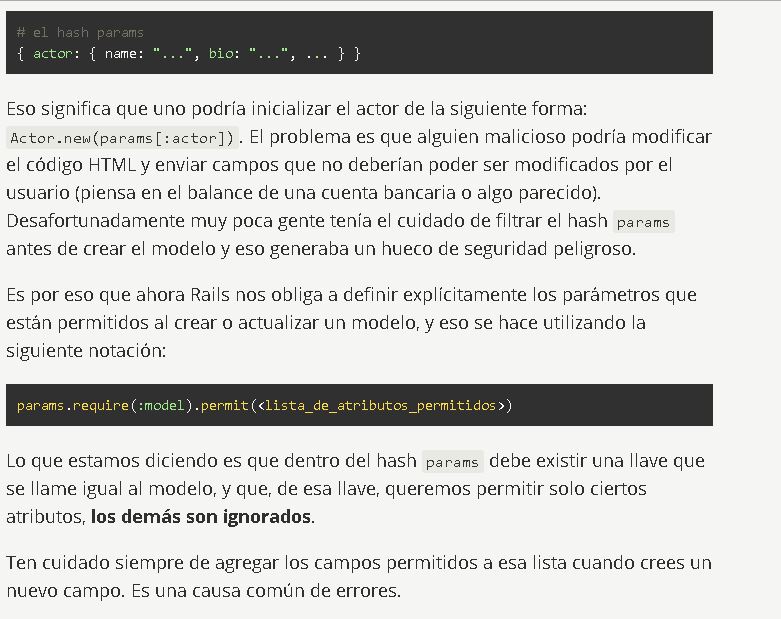 # el hash params
{ actor: { name: "...", bio: "...", ... } }
Eso significa que uno podría inicializar el actor de la siguiente forma:
Actor.new(params[:actor]). El problema es que alguien malicioso podría modificar
el código HTML y enviar campos que no deberían poder ser modificados por el
usuario (piensa en el balance de una cuenta bancaria o algo parecido).
Desafortunadamente muy poca gente tenía el cuidado de filtrar el hash params
antes de crear el modelo y eso generaba un hueco de seguridad peligroso.
Es por eso que ahora Rails nos obliga a definir explícitamente los parámetros que
están permitidos al crear o actualizar un modelo, y eso se hace utilizando la
siguiente notación:
params.require(:model).permit(<lista_de_atributos_permitidos>)
Lo que estamos diciendo es que dentro del hash params debe existir una llave que
se llame igual al modelo, y que, de esa llave, queremos permitir solo ciertos
atributos, los demás son ignorados.
Ten cuidado siempre de agregar los campos permitidos a esa lista cuando crees un
nuevo campo. Es una causa común de errores.